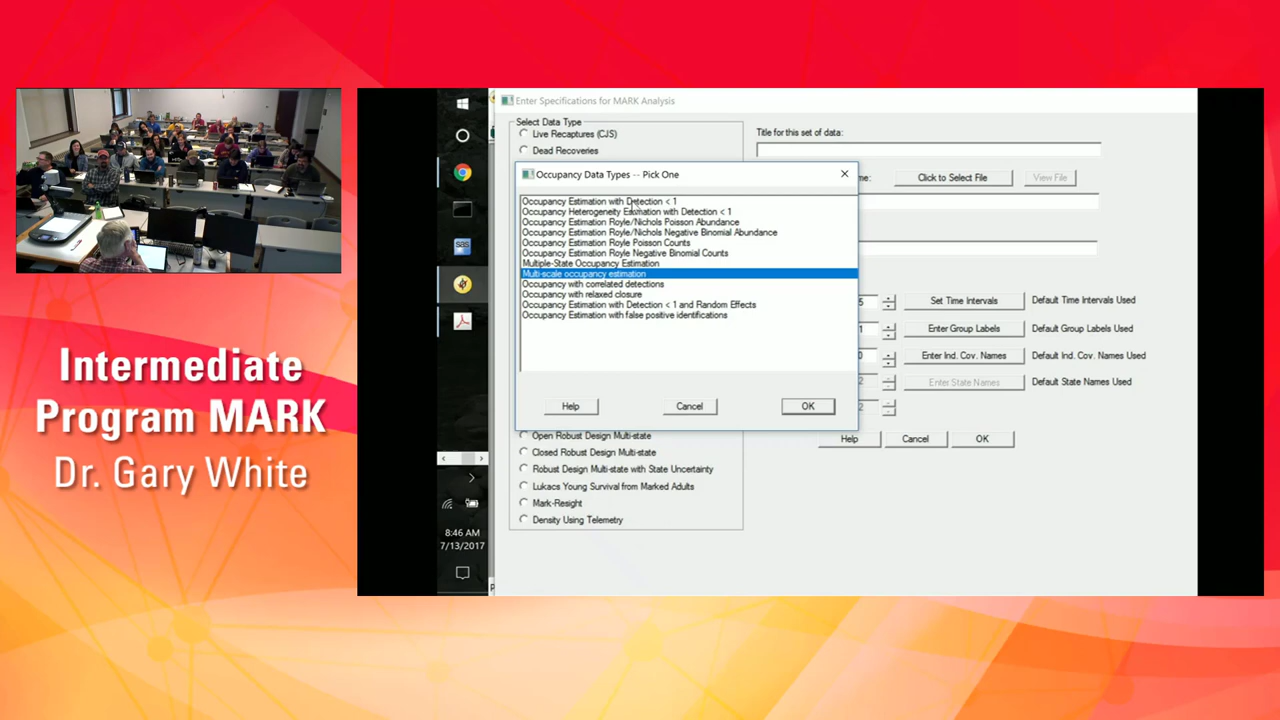 Intermediate
Program MARK
Dr. Gary White
Enter Specifications for MARK Analysis
Select Data Type
Live Recaptures (CJS)
Dead Recoveries
Title for this set of data:
Click to Select File
View File
Occupancy Data Types -- Pick One
Occupancy Estimation with Detection < 1
Occupancy Heterogeneity Estimation with Detection < 1
Occupancy Estimation Royle/Nichols Poisson Abundance
Occupancy Estimation Royle/Nichols Negative Binomial Abundance
Occupancy Estimation Royle Poisson Counts
Occupancy Estimation Royle Negative Binomial Counts
Multiple-State Occupancy Estimation
Multi-scale occupancy estimation
Occupancy with correlated detections
Occupancy with relaxed closure
Occupancy Estimation with Detection < 1 and Random Effects
Occupancy Estimation with false positive identifications
Help
Cancel
OK
5
Set Time Intervals
Default Time Intervals Used
1
Enter Group Labels
Default Group Labels Used
0
Enter Ind. Cov. Names
Default Ind. Cov. Names Used
2
Enter State Names
Default State Names Used
2
Help
Cancel
OK
Open Robust Design Multi-state
Closed Robust Design Multi-state
Robust Design Multi-state with State Uncertainty
Lukacs Young Survival from Marked Adults
Mark-Resight
Density Using Telemetry
sas
8:46 AM
7/13/2017